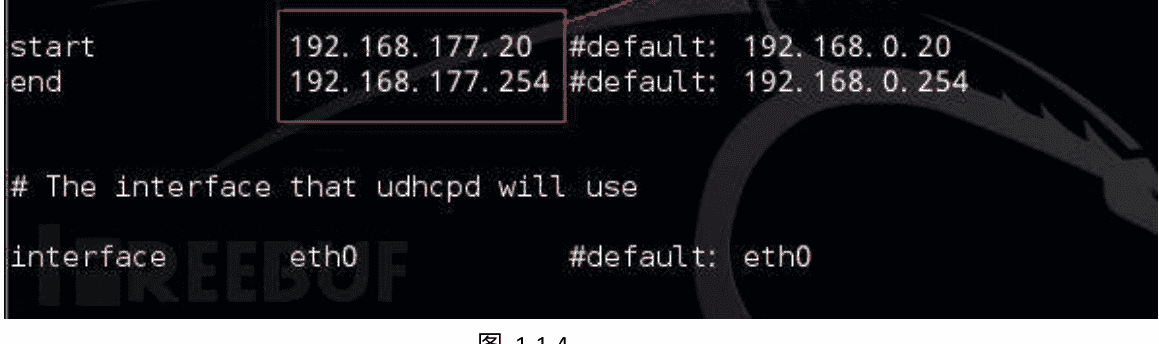 start 192.168.177.20 #default: 192.168.0.20
end 192.168.177.254 #default: 192.168.0.254
# The interface that udhcpd will use
interface eth0 #default: eth0
REEBUF
图 1.1.4